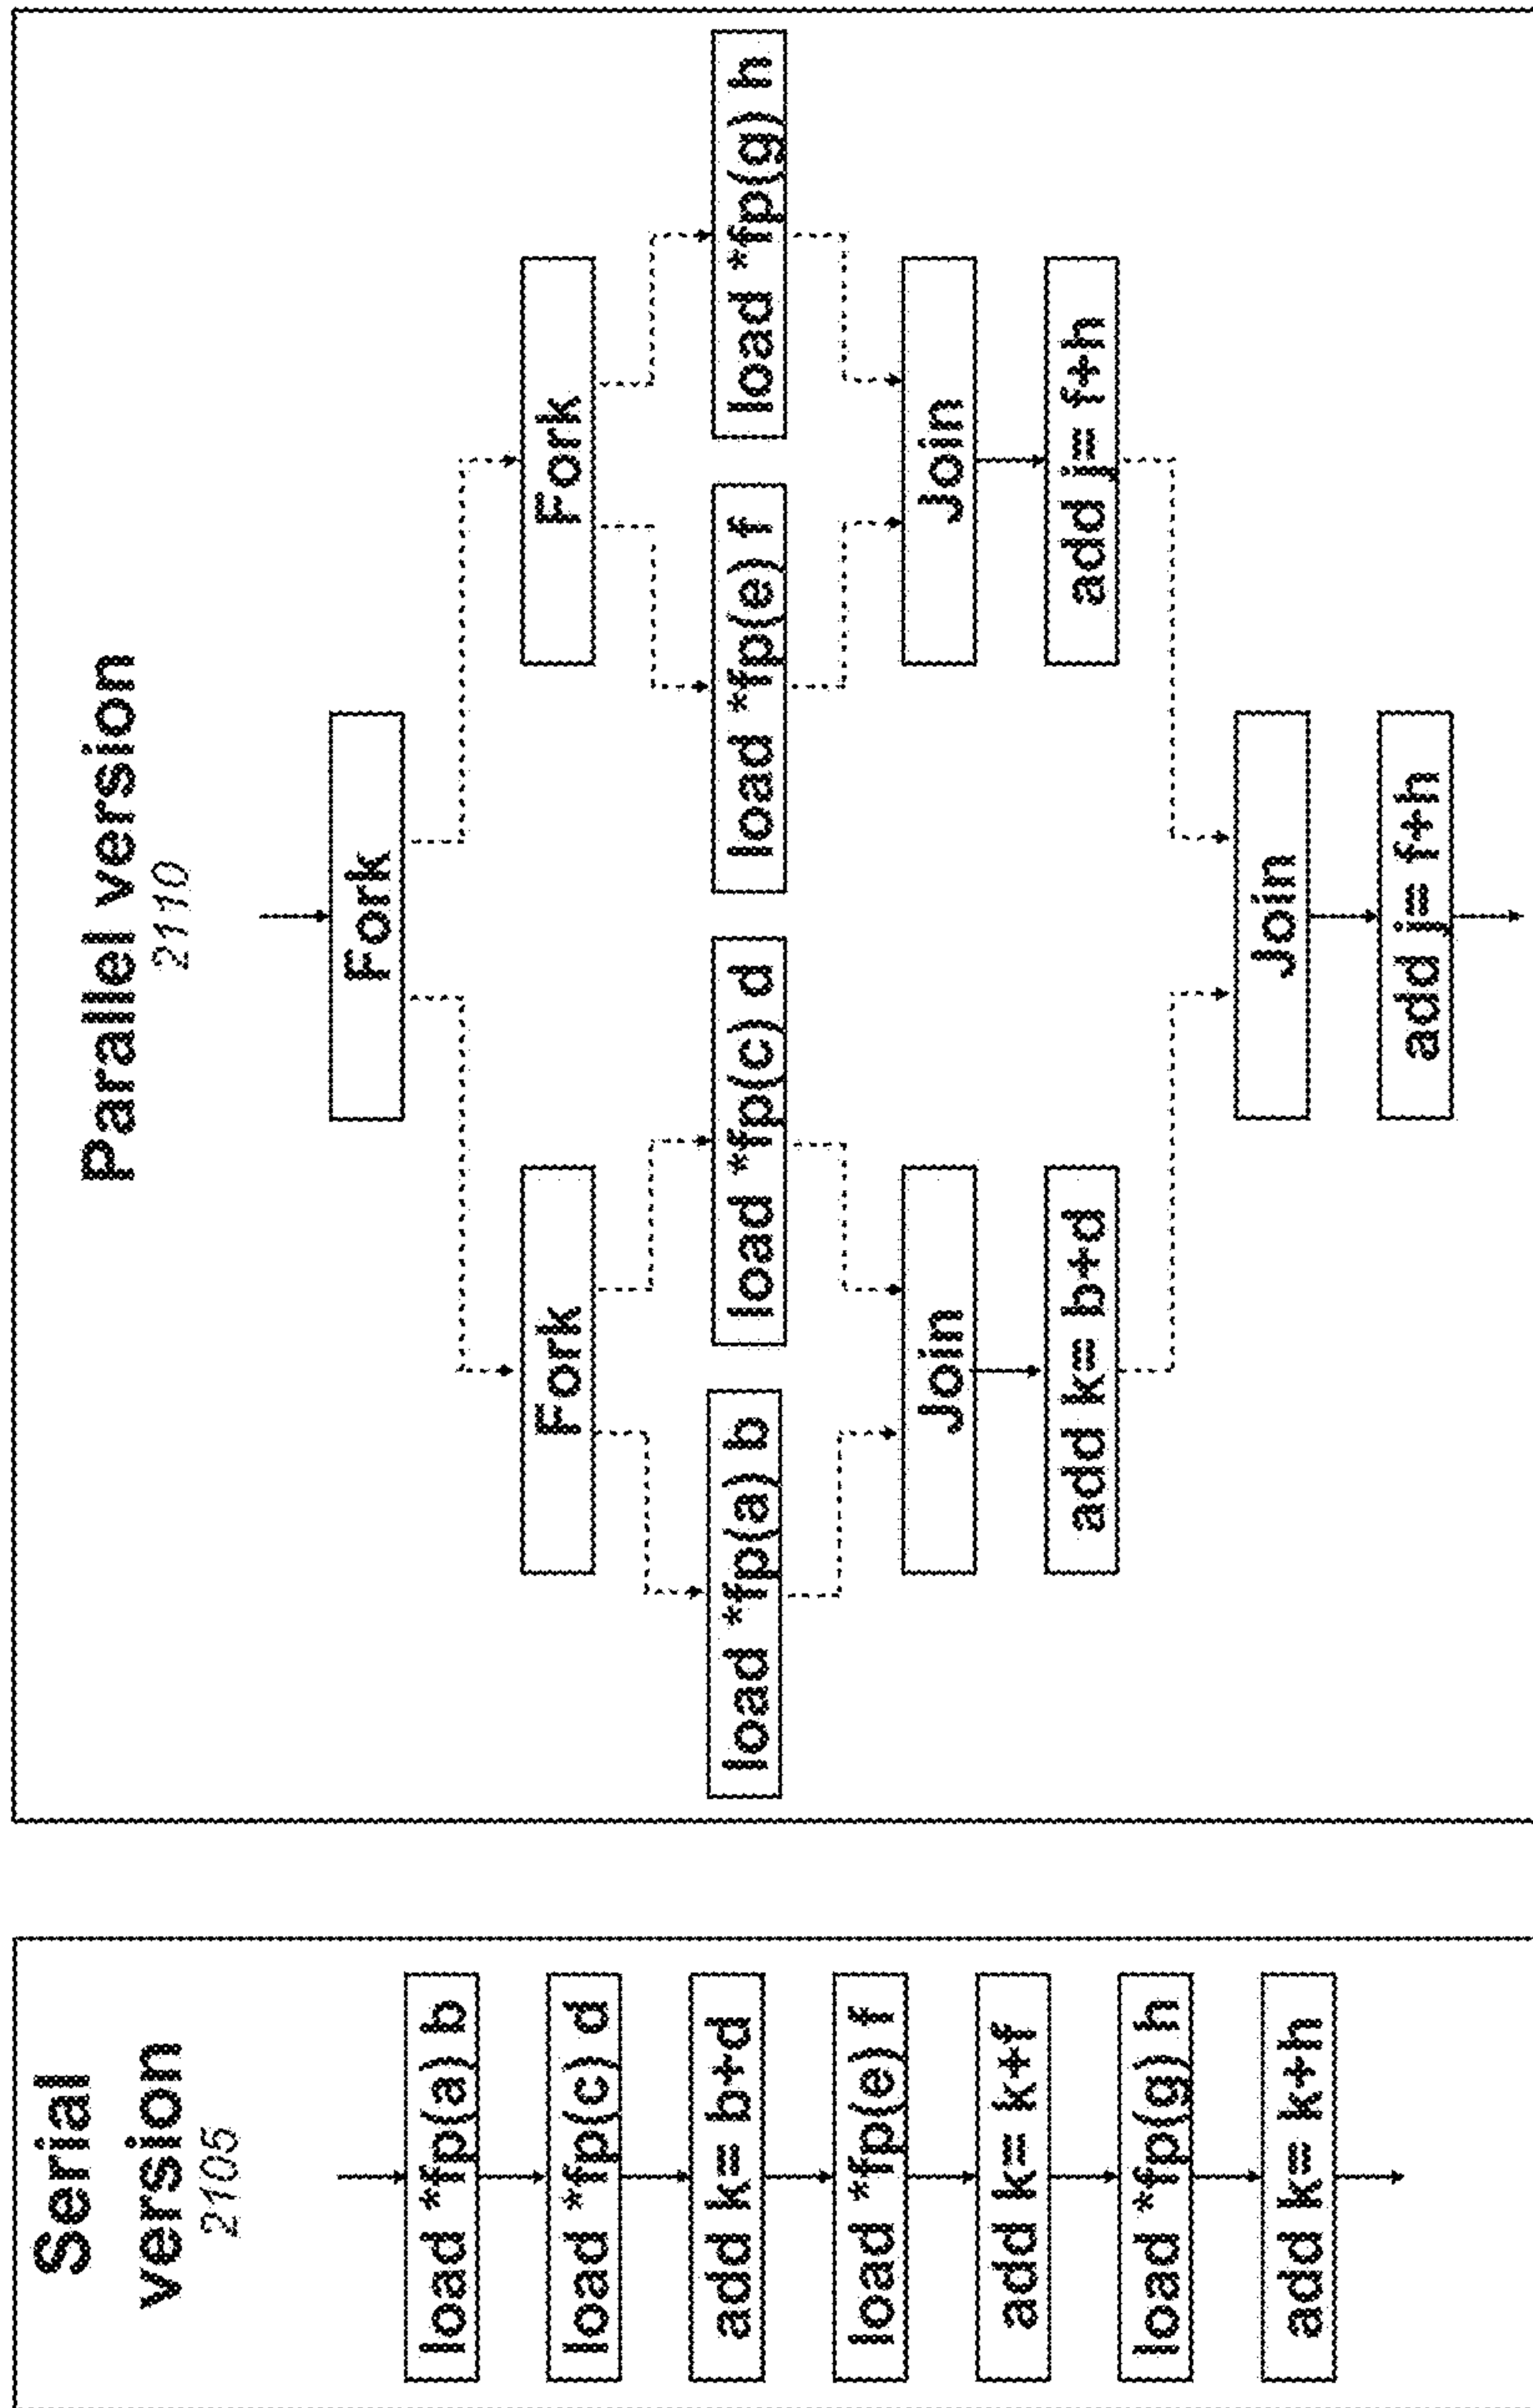 Serial
version
2105
load *fp(a) b
load *fp(c) d
add k= b+d
load *fp(e) f
add k= k+f
load *fp(g) h
add k= k+h
Parallel version
2110
Fork
Fork
Fork
load *fp(a) b
load *fp(c) d
load *fp(e) f
load *fp(g) h
Join
Join
add k= b+d
add j= f+h
Join
add j= f+h